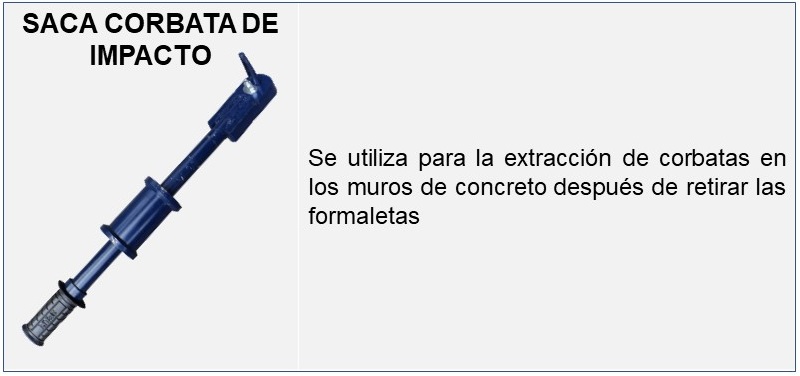 SACA CORBATA DE
IMPACTO
Se utiliza para la extracción de corbatas en
los muros de concreto después de retirar las
formaletas